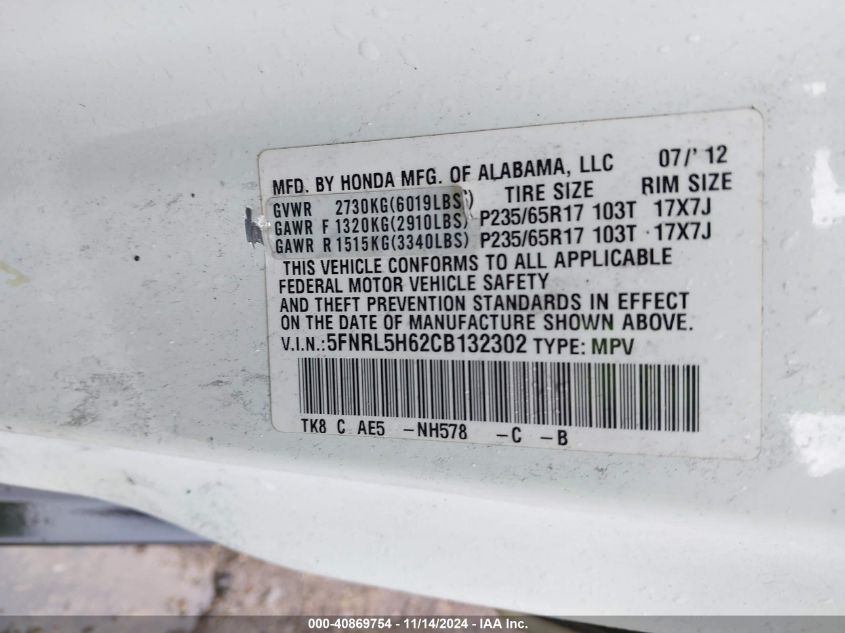 MFD. BY HONDA MFG. OF ALABAMA, LLC 07/' 12
GVWR 2730KG(6019LBS) TIRE SIZE RIM SIZE
GAWR F 1320KG(2910LBS) P235/65R17 103T 17X7J
GAWR R 1515KG(3340LBS) P235/65R17 103T 17X7J
THIS VEHICLE CONFORMS TO ALL APPLICABLE
FEDERAL MOTOR VEHICLE SAFETY
AND THEFT PREVENTION STANDARDS IN EFFECT
ON THE DATE OF MANUFACTURE SHOWN ABOVE.
V.I.N.: 5FNRL5H62CB132302 TYPE: MPV
TK8 C AE5 -NH578 -C -B
000-40869754 - 11/14/2024 - IAA Inc.